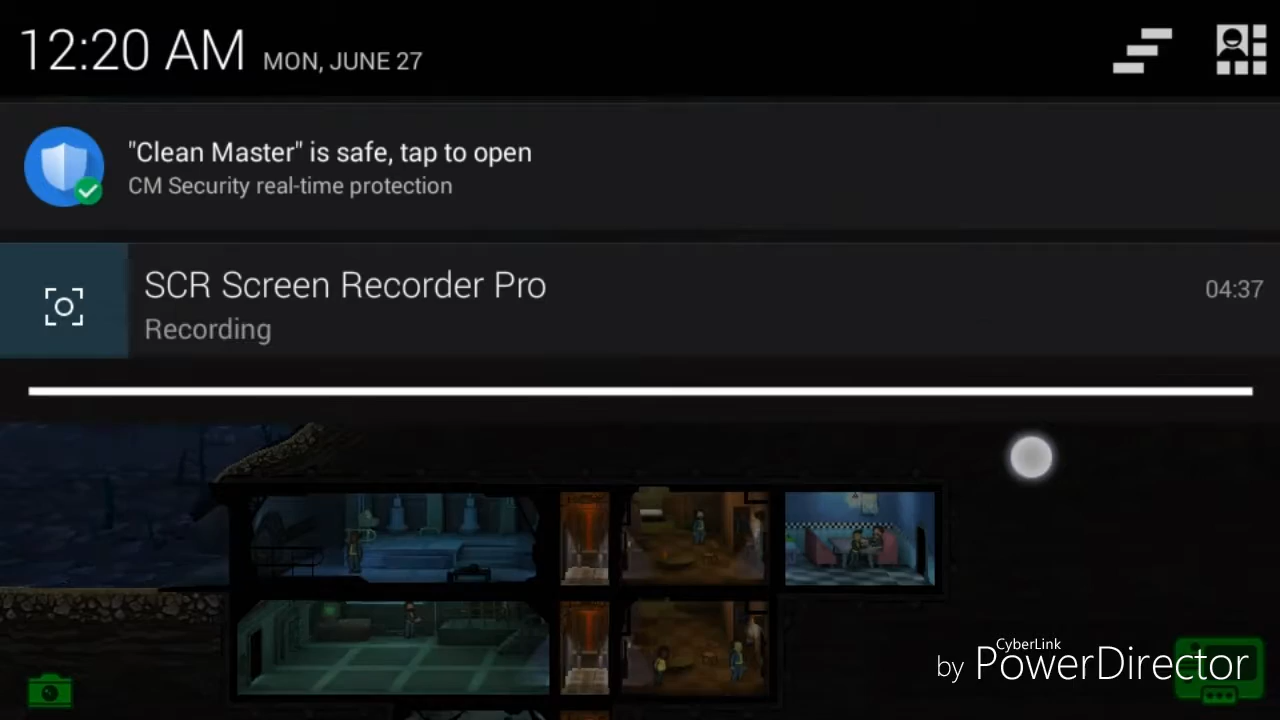 12:20 AM MON, JUNE 27
"Clean Master" is safe, tap to open
CM Security real-time protection
SCR Screen Recorder Pro
04:37
Recording
CyberLink
by PowerDirector